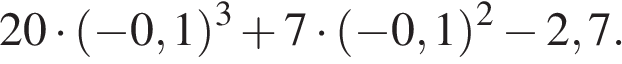 20 · (−0,1)³ + 7 · (−0,1)² − 2,7.